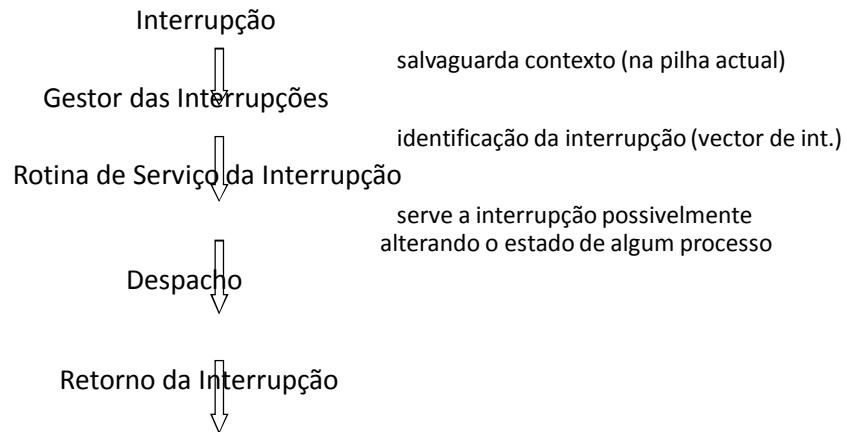 Interrupção
salvaguarda contexto (na pilha actual)
Gestor das Interrupções
identificação da interrupção (vector de int.)
Rotina de Serviço da Interrupção
serve a interrupção possivelmente
alterando o estado de algum processo
Despacho
Retorno da Interrupção